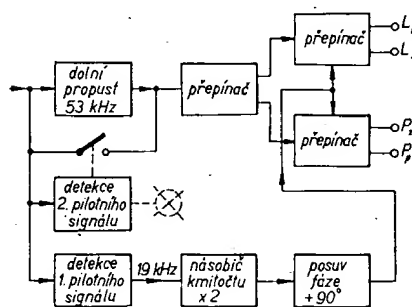 dolní
propust
53 kHz
přepínač
přepínač
L
L
přepínač
P
P
detekce
2. pilotního
signálu
detekce
1. pilotního
signálu
19 kHz
násobič
kmitočtu
x 2
posuv
fáze
+90°